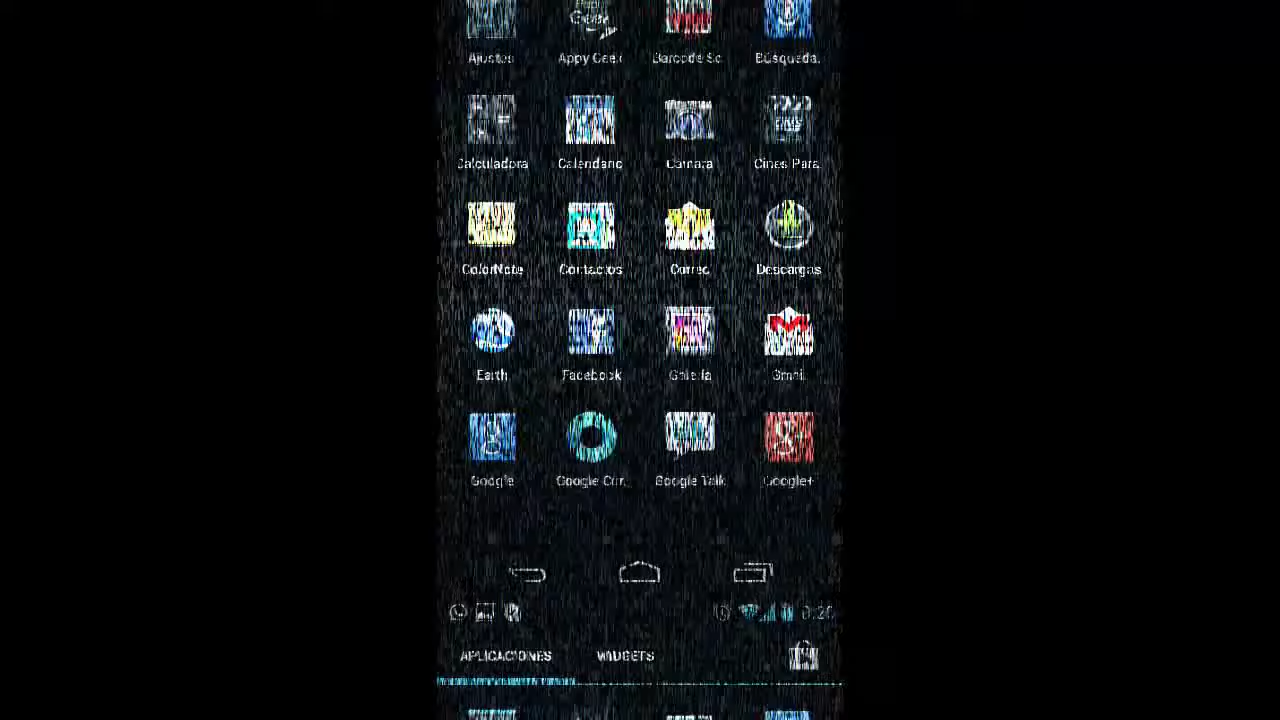 Ajustes Appy Geek Barcode Sc Búsqueda.
Calculadora Calendario Cámara Cines Para
ColorNote Contactos Correo Descargas
Earth Facebook Galería Gmail
Google Google Cur. Google Talk Google+
APLICACIONES WIDGETS